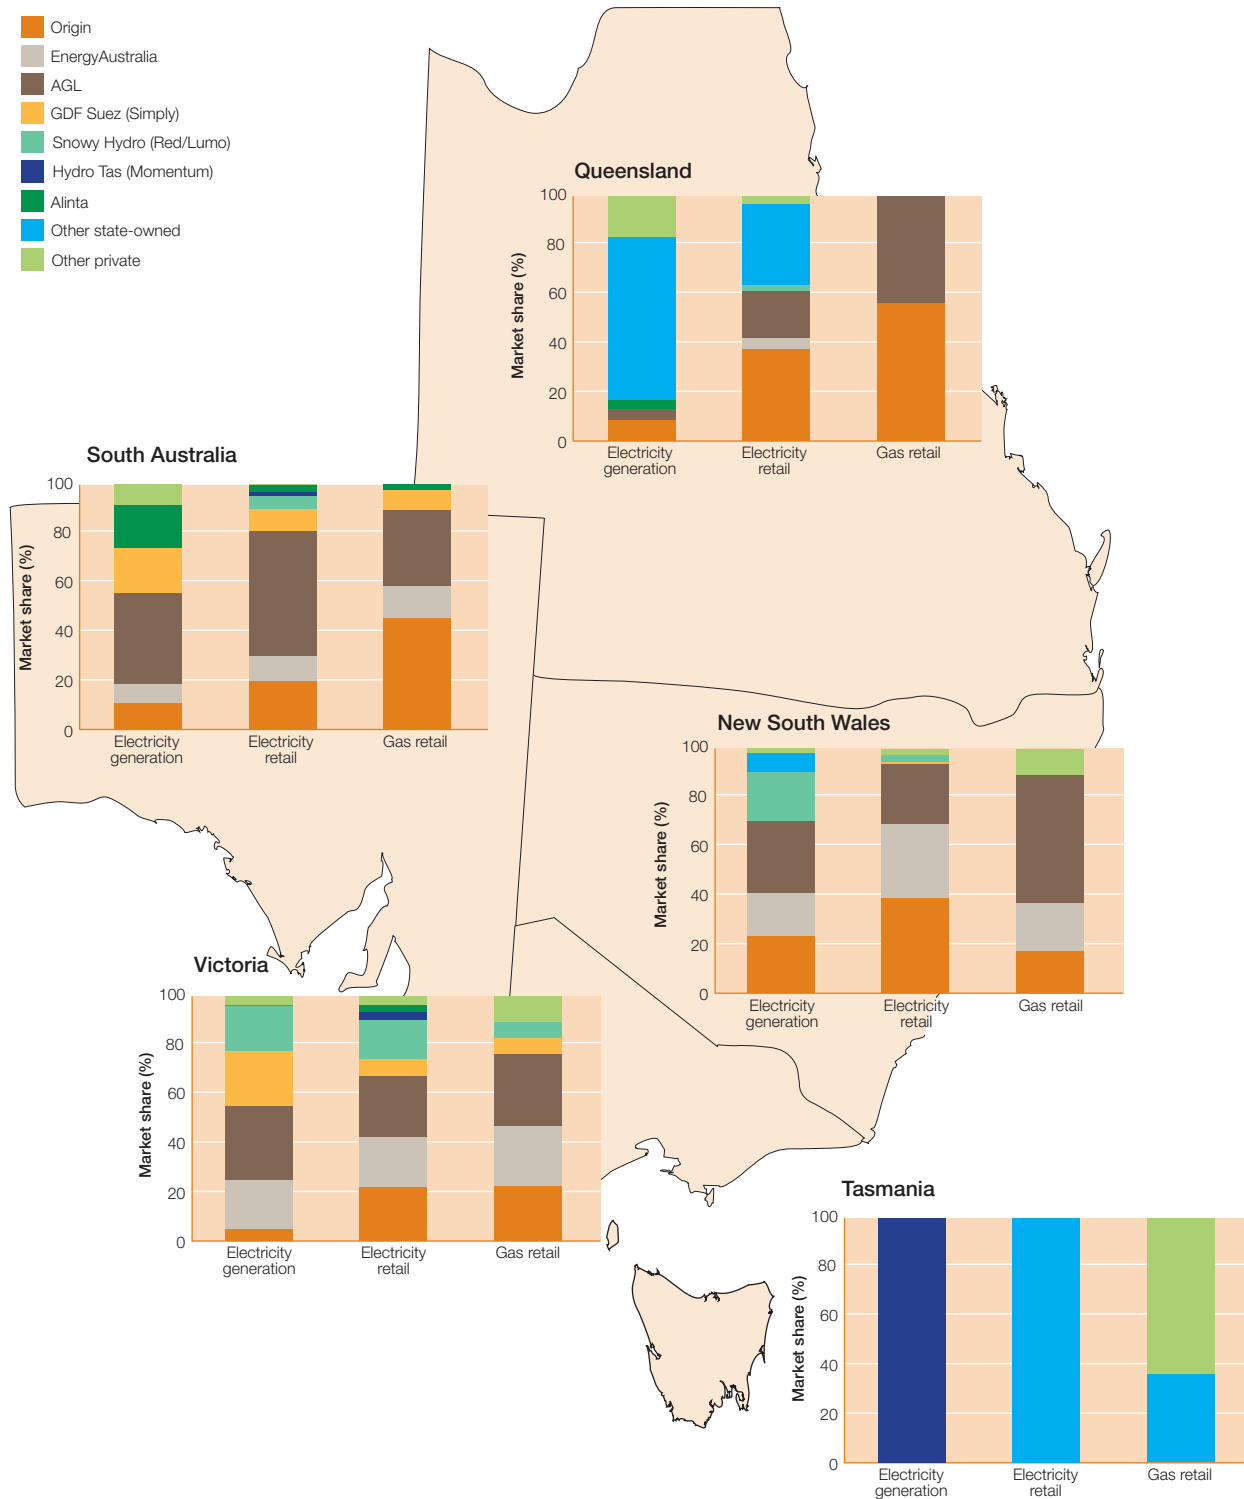 Origin
EnergyAustralia
AGL
GDF Suez (Simply)
Snowy Hydro (Red/Lumo)
Hydro Tas (Momentum)
Alinta
Other state-owned
Other private
Queensland
Market share (%)
100
80
60
40
20
0
Electricity
generation
Electricity
retail
Gas retail
South Australia
Market share (%)
100
80
60
40
20
0
Electricity
generation
Electricity
retail
Gas retail
New South Wales
Market share (%)
100
80
60
40
20
0
Electricity
generation
Electricity
retail
Gas retail
Victoria
Market share (%)
100
80
60
40
20
0
Electricity
generation
Electricity
retail
Gas retail
Tasmania
Market share (%)
100
80
60
40
20
0
Electricity
generation
Electricity
retail
Gas retail